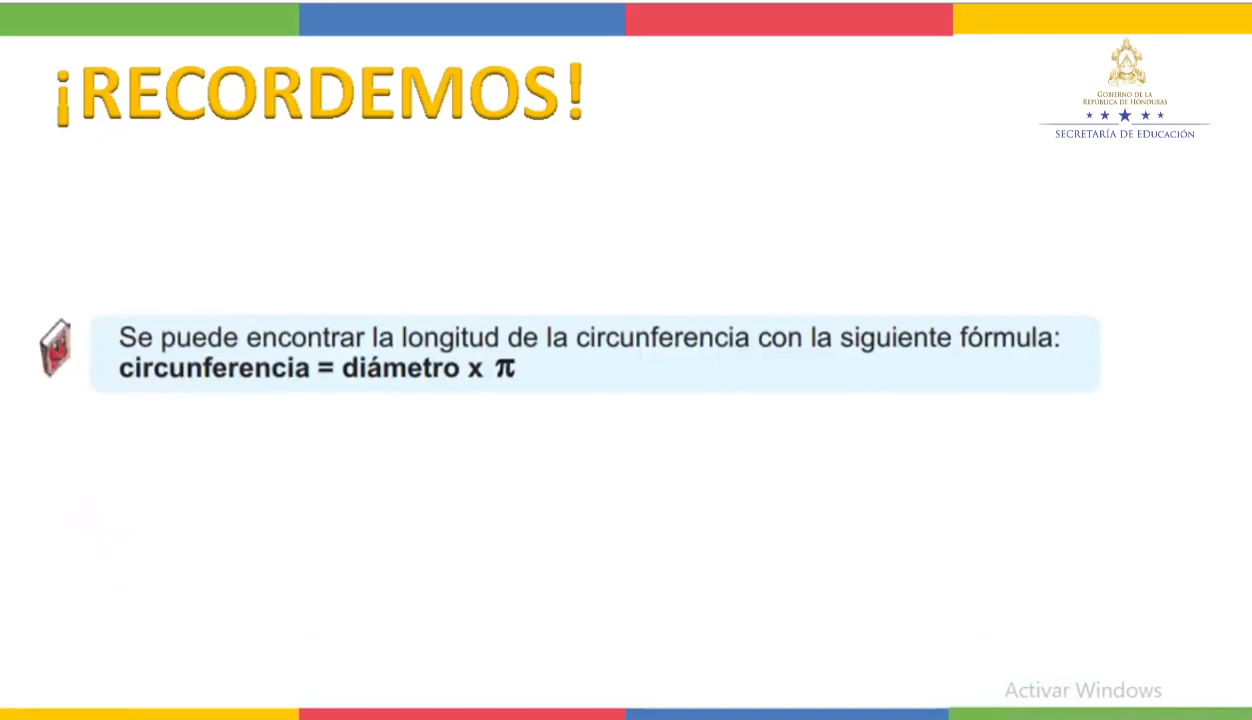 ¡RECORDEMOS!
GOBIERNO DE LA
REPÚBLICA DE HONDURAS
SECRETARÍA DE EDUCACIÓN
Se puede encontrar la longitud de la circunferencia con la siguiente fórmula:
circunferencia = diámetro x π
Activar Windows